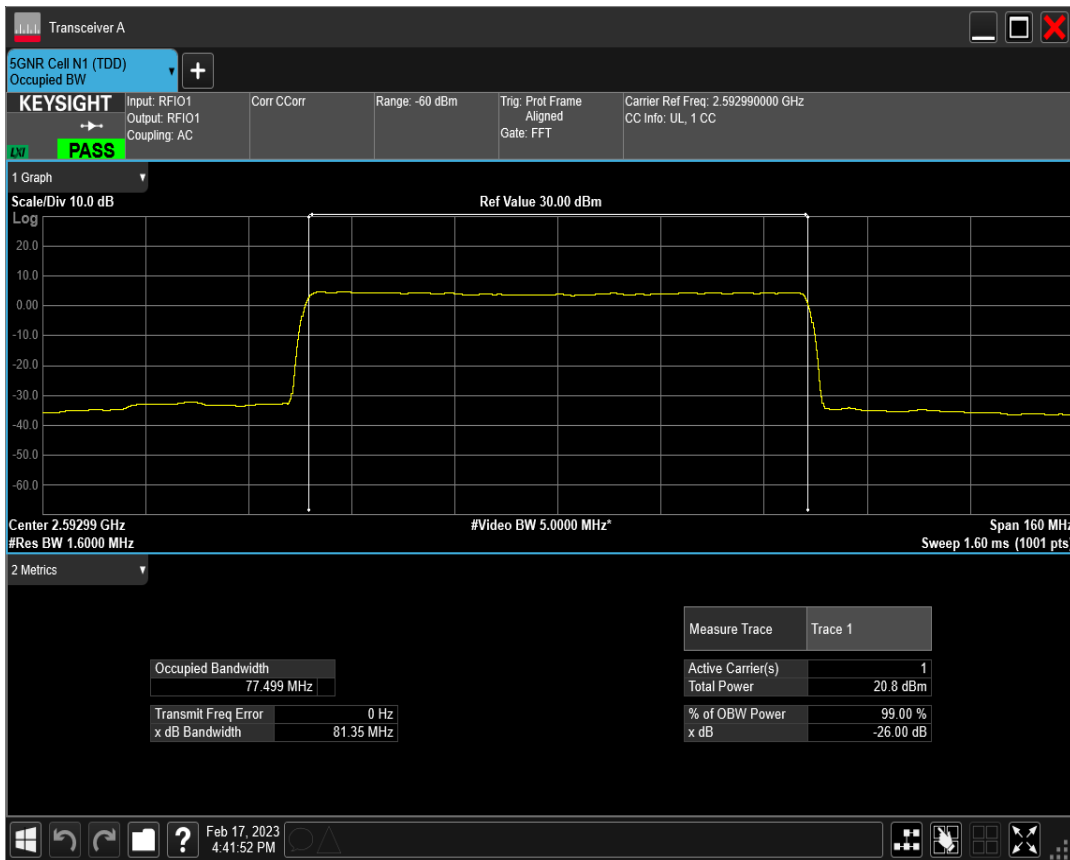 Transceiver A
5GNR Cell N1 (TDD)
Occupied BW
KEYSIGHT
LXI
PASS
Input: RFIO1
Output: RFIO1
Coupling: AC
Corr CCorr
Range: -60 dBm
Trig: Prot Frame
Aligned
Gate: FFT
Carrier Ref Freq: 2.592990000 GHz
CC Info: UL, 1 CC
1 Graph
Scale/Div 10.0 dB
Ref Value 30.00 dBm
Log
20.0
10.0
0.00
-10.0
-20.0
-30.0
-40.0
-50.0
-60.0
Center 2.59299 GHz
#Video BW 5.0000 MHz*
Span 160 MHz
#Res BW 1.6000 MHz
Sweep 1.60 ms (1001 pts)
2 Metrics
Measure Trace Trace 1
Occupied Bandwidth
77.499 MHz
Active Carrier(s) 1
Total Power 20.8 dBm
Transmit Freq Error 0 Hz
x dB Bandwidth 81.35 MHz
% of OBW Power 99.00 %
x dB -26.00 dB
?
Feb 17, 2023
4:41:52 PM